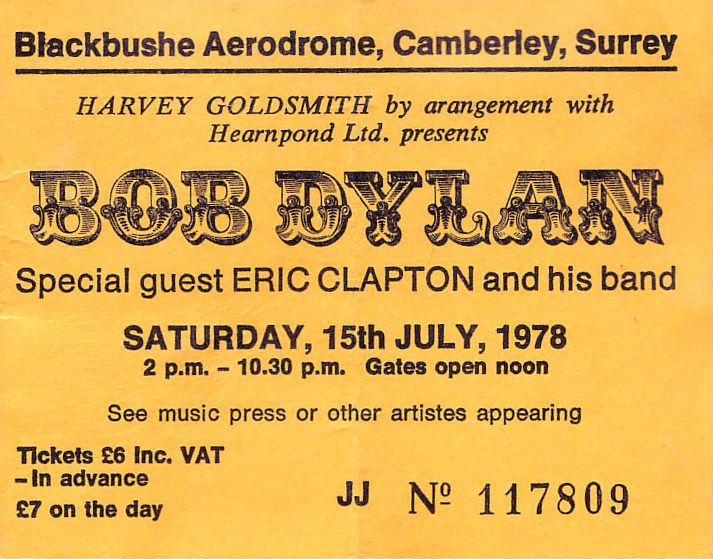 Blackbushe Aerodrome, Camberley, Surrey
HARVEY GOLDSMITH by arangement with
Hearnpond Ltd. presents
BOB DYLAN
Special guest ERIC CLAPTON and his band
SATURDAY, 15th JULY, 1978
2 p.m. – 10.30 p.m. Gates open noon
See music press or other artistes appearing
Tickets £6 Inc. VAT
– In advance
£7 on the day
JJ Nº 117809